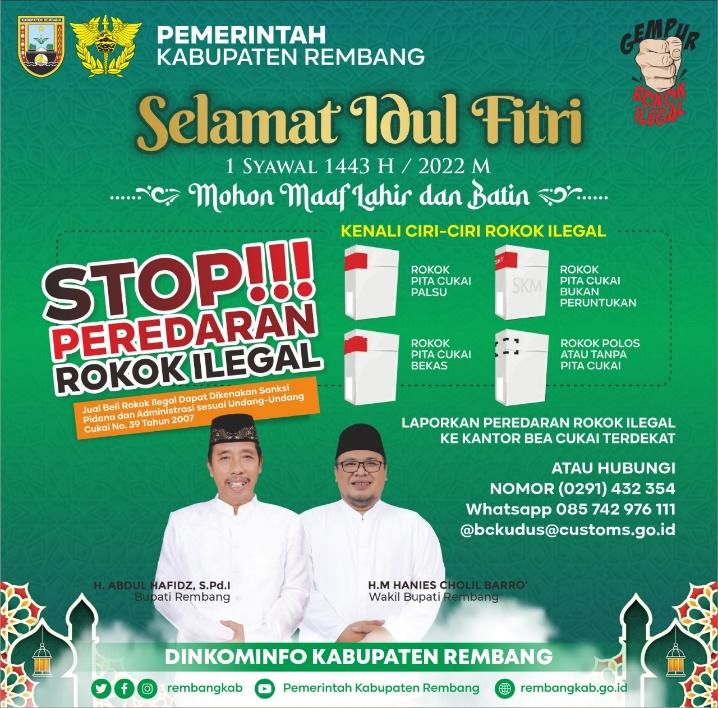 PEMERINTAH
KABUPATEN REMBANG
GEMPUR
ROKOK
ILEGAL
Selamat Idul Fitri
1 Syawal 1443 H / 2022 M
Mohon Maaf Lahir dan Batin
STOP!!!
PEREDARAN
ROKOK ILEGAL
Jual Beli Rokok Ilegal Dapat Dikenakan Sanksi
Pidana dan Administrasi sesuai Undang-Undang
Cukai No. 39 Tahun 2007
KENALI CIRI-CIRI ROKOK ILEGAL
ROKOK
PITA CUKAI
PALSU
SKT
SKM
ROKOK
PITA CUKAI
BUKAN
PERUNTUKAN
ROKOK
PITA CUKAI
BEKAS
ROKOK POLOS
ATAU TANPA
PITA CUKAI
LAPORKAN PEREDARAN ROKOK ILEGAL
KE KANTOR BEA CUKAI TERDEKAT
ATAU HUBUNGI
NOMOR (0291) 432 354
Whatsapp 085 742 976 111
@bckudus@customs.go.id
H. ABDUL HAFIDZ, S.Pd.I
Bupati Rembang
H.M HANIES CHOLIL BARRO'
Wakil Bupati Rembang
DINKOMINFO KABUPATEN REMBANG
rembangkab Pemerintah Kabupaten Rembang rembangkab.go.id